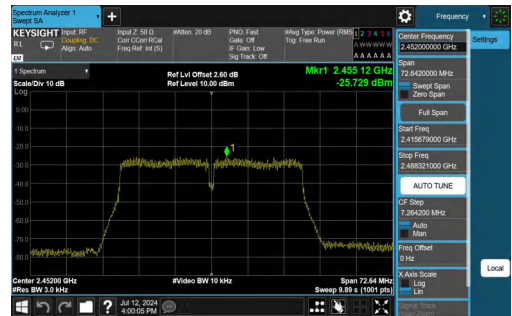 Spectrum Analyzer 1
Swept SA
+
Frequency
KEYSIGHT
Input: RF
Coupling: DC
Align: Auto
Input Z: 50 Ω
Corr CCorr RCal
Freq Ref: Int (S)
#Atten: 20 dB
PNO: Fast
Gate: Off
IF Gain: Low
Sig Track: Off
#Avg Type: Power (RMS
Trig: Free Run
1 2 3 4 5 6
A W W W W W
A A A A A A
R L
LV
Center Frequency
2.452000000 GHz
Settings
Span
72.6420000 MHz
Swept Span
Zero Span
Full Span
Start Freq
2.415679000 GHz
Stop Freq
2.488321000 GHz
AUTO TUNE
CF Step
7.264200 MHz
Auto
Man
Freq Offset
0 Hz
X Axis Scale
Log
Lin
Signal Track
Local
1 Spectrum
Scale/Div 10 dB
Log
Ref Lvl Offset 2.60 dB
Ref Level 10.00 dBm
Mkr1 2.455 12 GHz
-25.729 dBm
0.00
-10.0
-20.0
-30.0
-40.0
-50.0
-60.0
-70.0
-80.0
1
Center 2.45200 GHz
#Res BW 3.0 kHz
#Video BW 10 kHz
Span 72.64 MHz
Sweep 9.89 s (1001 pts)
?
Jul 12, 2024
4:00:05 PM